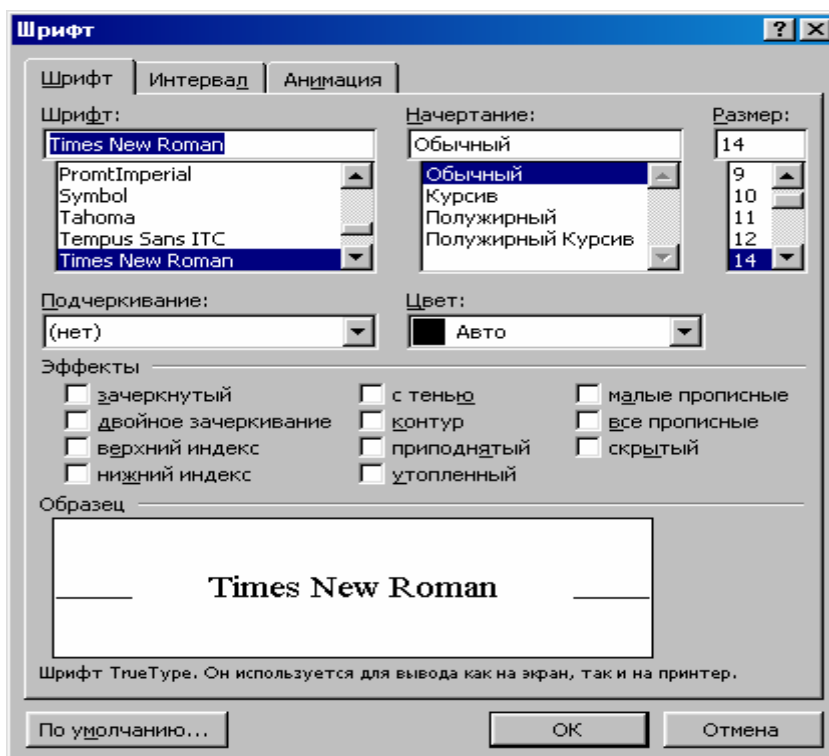 Шрифт
Шрифт Интервал Анимация
Шрифт: Начертание: Размер:
Times New Roman Обычный 14
PromtImperial Обычный 9
Symbol Курсив 10
Tahoma Полужирный 11
Tempus Sans ITC Полужирный Курсив 12
Times New Roman 14
Подчеркивание: Цвет:
(нет) Авто
Эффекты
зачеркнутый с тенью малые прописные
двойное зачеркивание контур все прописные
верхний индекс приподнятый скрытый
нижний индекс утопленный
Образец
Times New Roman
Шрифт TrueType. Он используется для вывода как на экран, так и на принтер.
По умолчанию... ОК Отмена